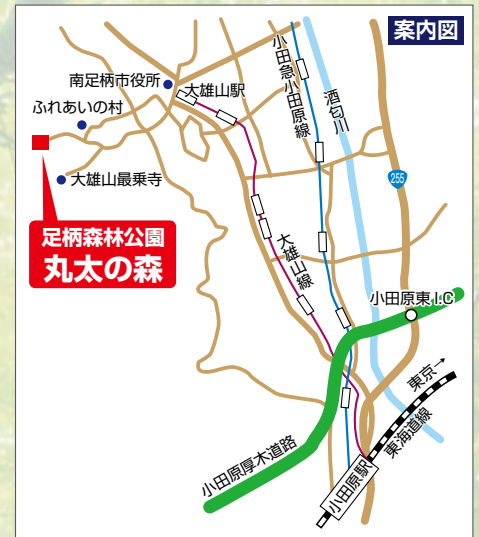 案内図
南足柄市役所
大雄山駅
ふれあいの村
大雄山最乗寺
足柄森林公園
丸太の森
小田急小田原線
酒匂川
255
大雄山線
小田原東I.C
東京→
東海道線
小田原厚木道路
小田原駅